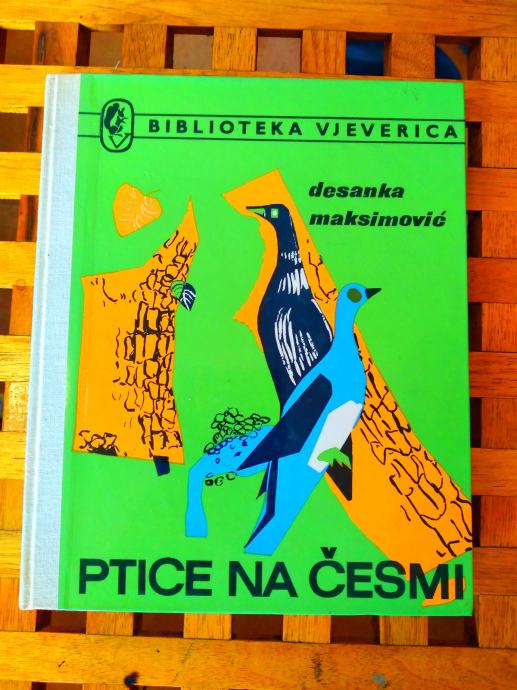 BIBLIOTEKA VJEVERICA
desanka
maksimović
PTICE NA ČESMI